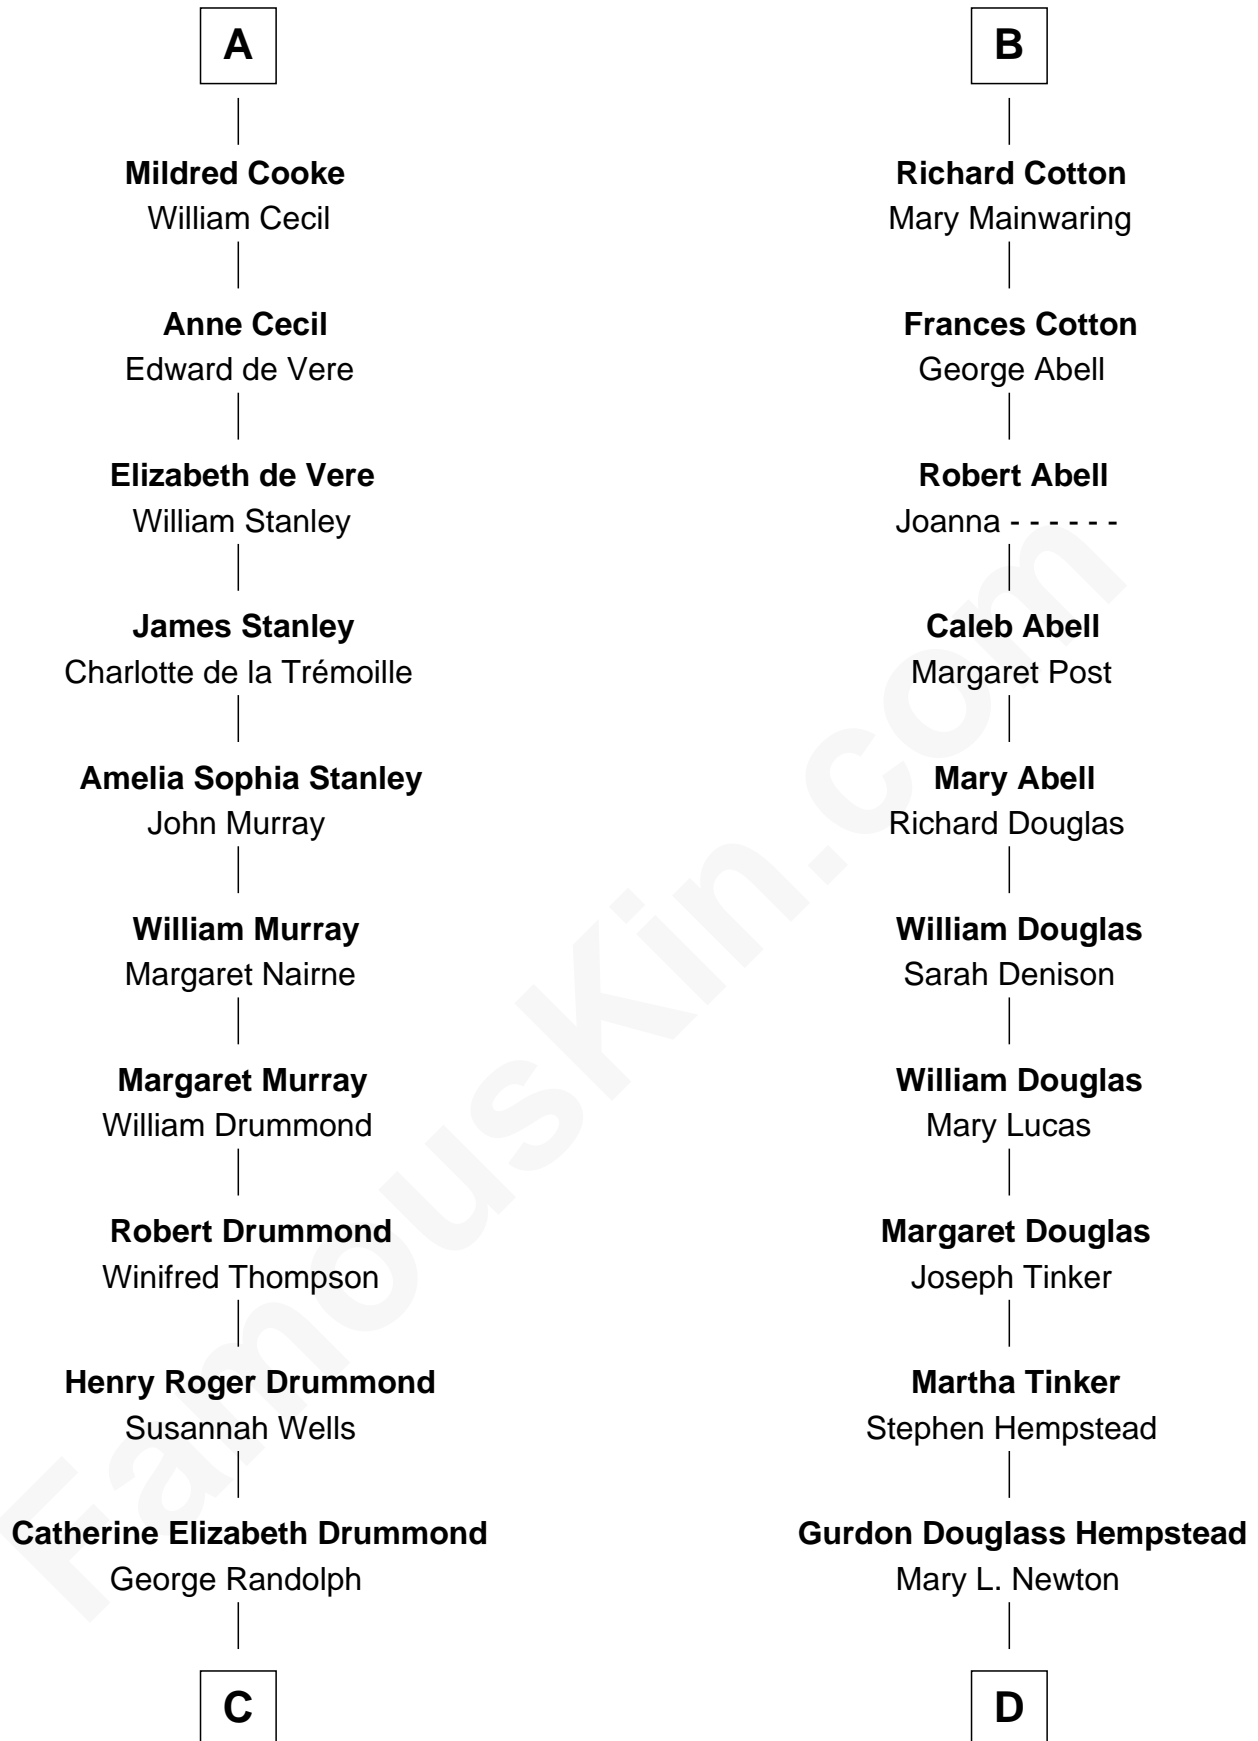 A
Mildred Cooke
William Cecil
Anne Cecil
Edward de Vere
Elizabeth de Vere
William Stanley
James Stanley
Charlotte de la Trémoille
Amelia Sophia Stanley
John Murray
William Murray
Margaret Nairne
Margaret Murray
William Drummond
Robert Drummond
Winifred Thompson
Henry Roger Drummond
Susannah Wells
Catherine Elizabeth Drummond
George Randolph
C
B
Richard Cotton
Mary Mainwaring
Frances Cotton
George Abell
Robert Abell
Joanna - - - - - -
Caleb Abell
Margaret Post
Mary Abell
Richard Douglas
William Douglas
Sarah Denison
William Douglas
Mary Lucas
Margaret Douglas
Joseph Tinker
Martha Tinker
Stephen Hempstead
Gurdon Douglass Hempstead
Mary L. Newton
D
FamousKin.com